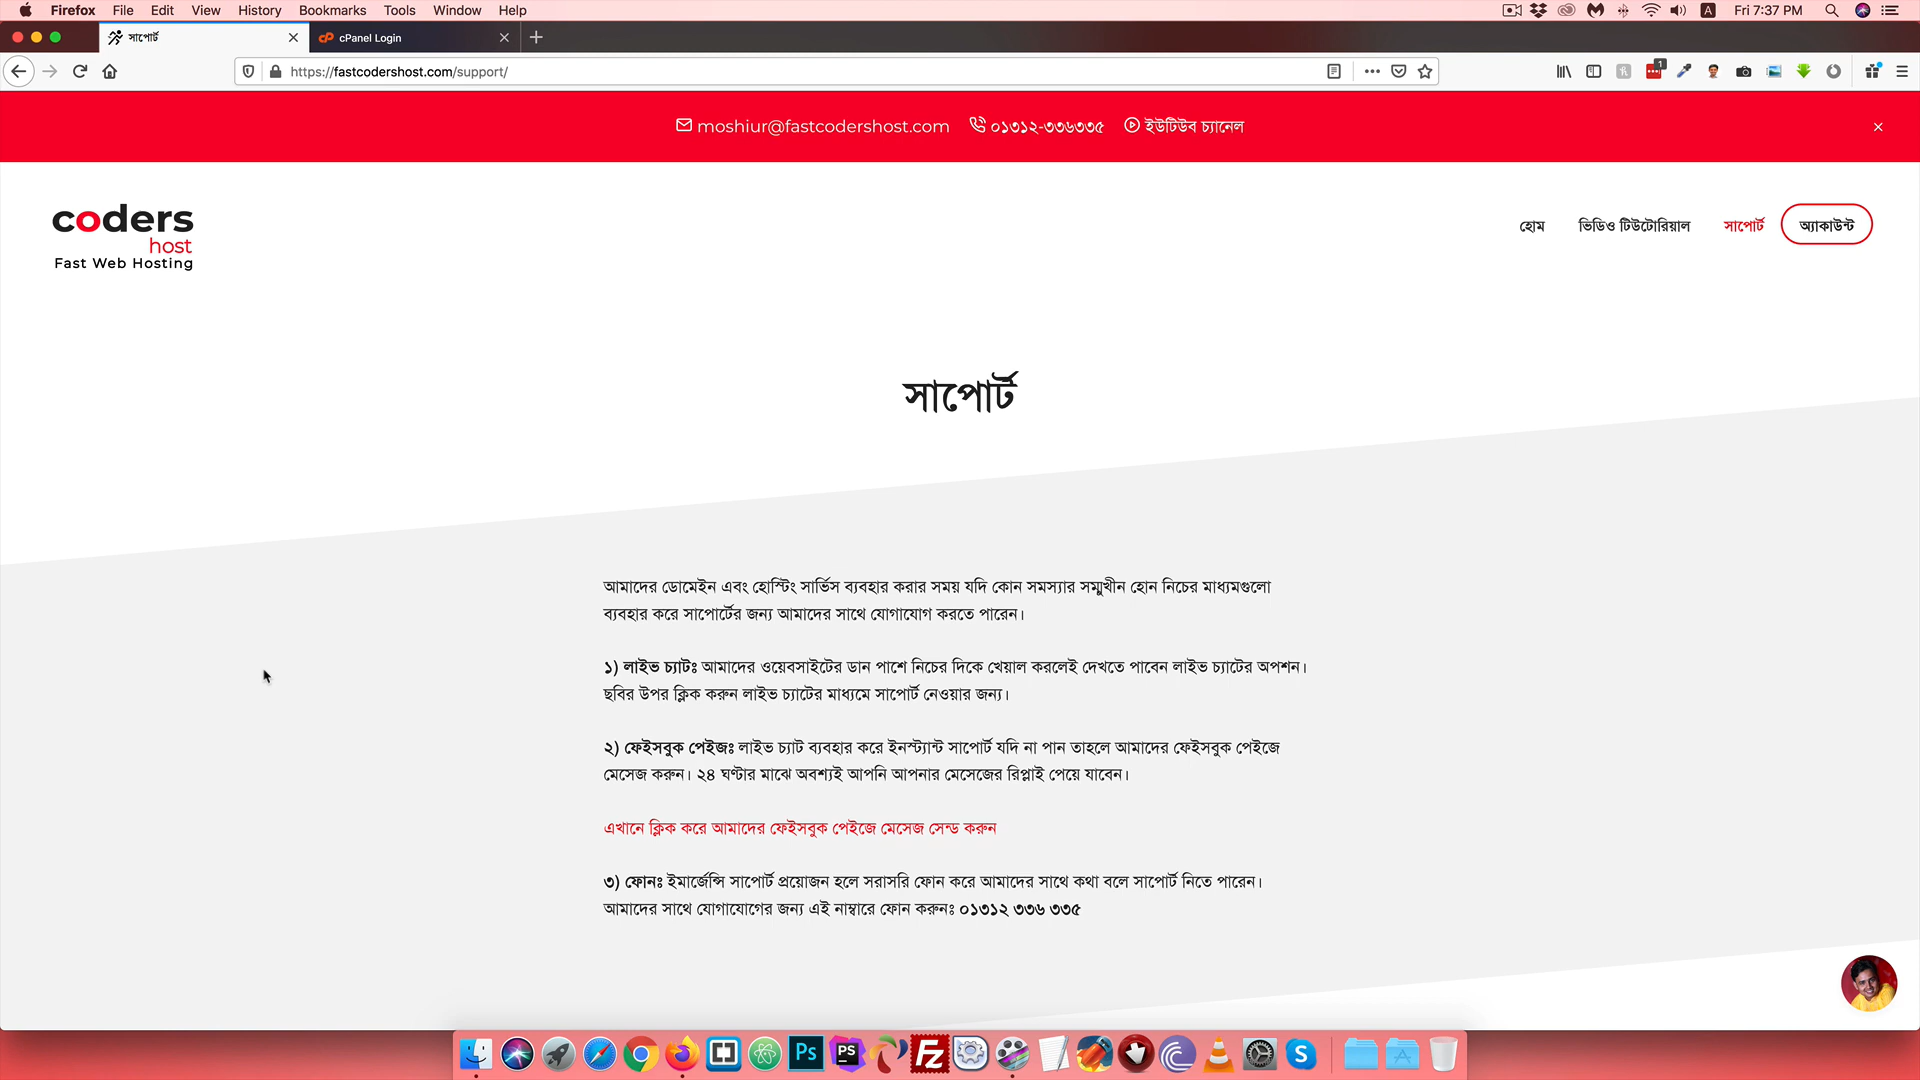 Firefox File Edit View History Bookmarks Tools Window Help
A Fri 7:37 PM
সাপোর্ট
cPanel Login
https://fastcodershost.com/support/
1
moshiur@fastcodershost.com ০১৩১২-৩৩৬৩৩৫ ইউটিউব চ্যানেল
coders
host
Fast Web Hosting
হোম ভিডিও টিউটোরিয়াল সাপোর্ট অ্যাকাউন্ট
সাপোর্ট
আমাদের ডোমেইন এবং হোস্টিং সার্ভিস ব্যবহার করার সময় যদি কোন সমস্যার সম্মুখীন হোন নিচের মাধ্যমগুলো
ব্যবহার করে সাপোর্টের জন্য আমাদের সাথে যোগাযোগ করতে পারেন।
১) লাইভ চ্যাটঃ আমাদের ওয়েবসাইটের ডান পাশে নিচের দিকে খেয়াল করলেই দেখতে পাবেন লাইভ চ্যাটের অপশন।
ছবির উপর ক্লিক করুন লাইভ চ্যাটের মাধ্যমে সাপোর্ট নেওয়ার জন্য।
২) ফেইসবুক পেইজঃ লাইভ চ্যাট ব্যবহার করে ইনস্ট্যান্ট সাপোর্ট যদি না পান তাহলে আমাদের ফেইসবুক পেইজে
মেসেজ করুন। ২৪ ঘণ্টার মাঝে অবশ্যই আপনি আপনার মেসেজের রিপ্লাই পেয়ে যাবেন।
এখানে ক্লিক করে আমাদের ফেইসবুক পেইজে মেসেজ সেন্ড করুন
৩) ফোনঃ ইমার্জেন্সি সাপোর্ট প্রয়োজন হলে সরাসরি ফোন করে আমাদের সাথে কথা বলে সাপোর্ট নিতে পারেন।
আমাদের সাথে যোগাযোগের জন্য এই নাম্বারে ফোন করুনঃ ০১৩১২ ৩৩৬ ৩৩৫
Ps PS Fz S